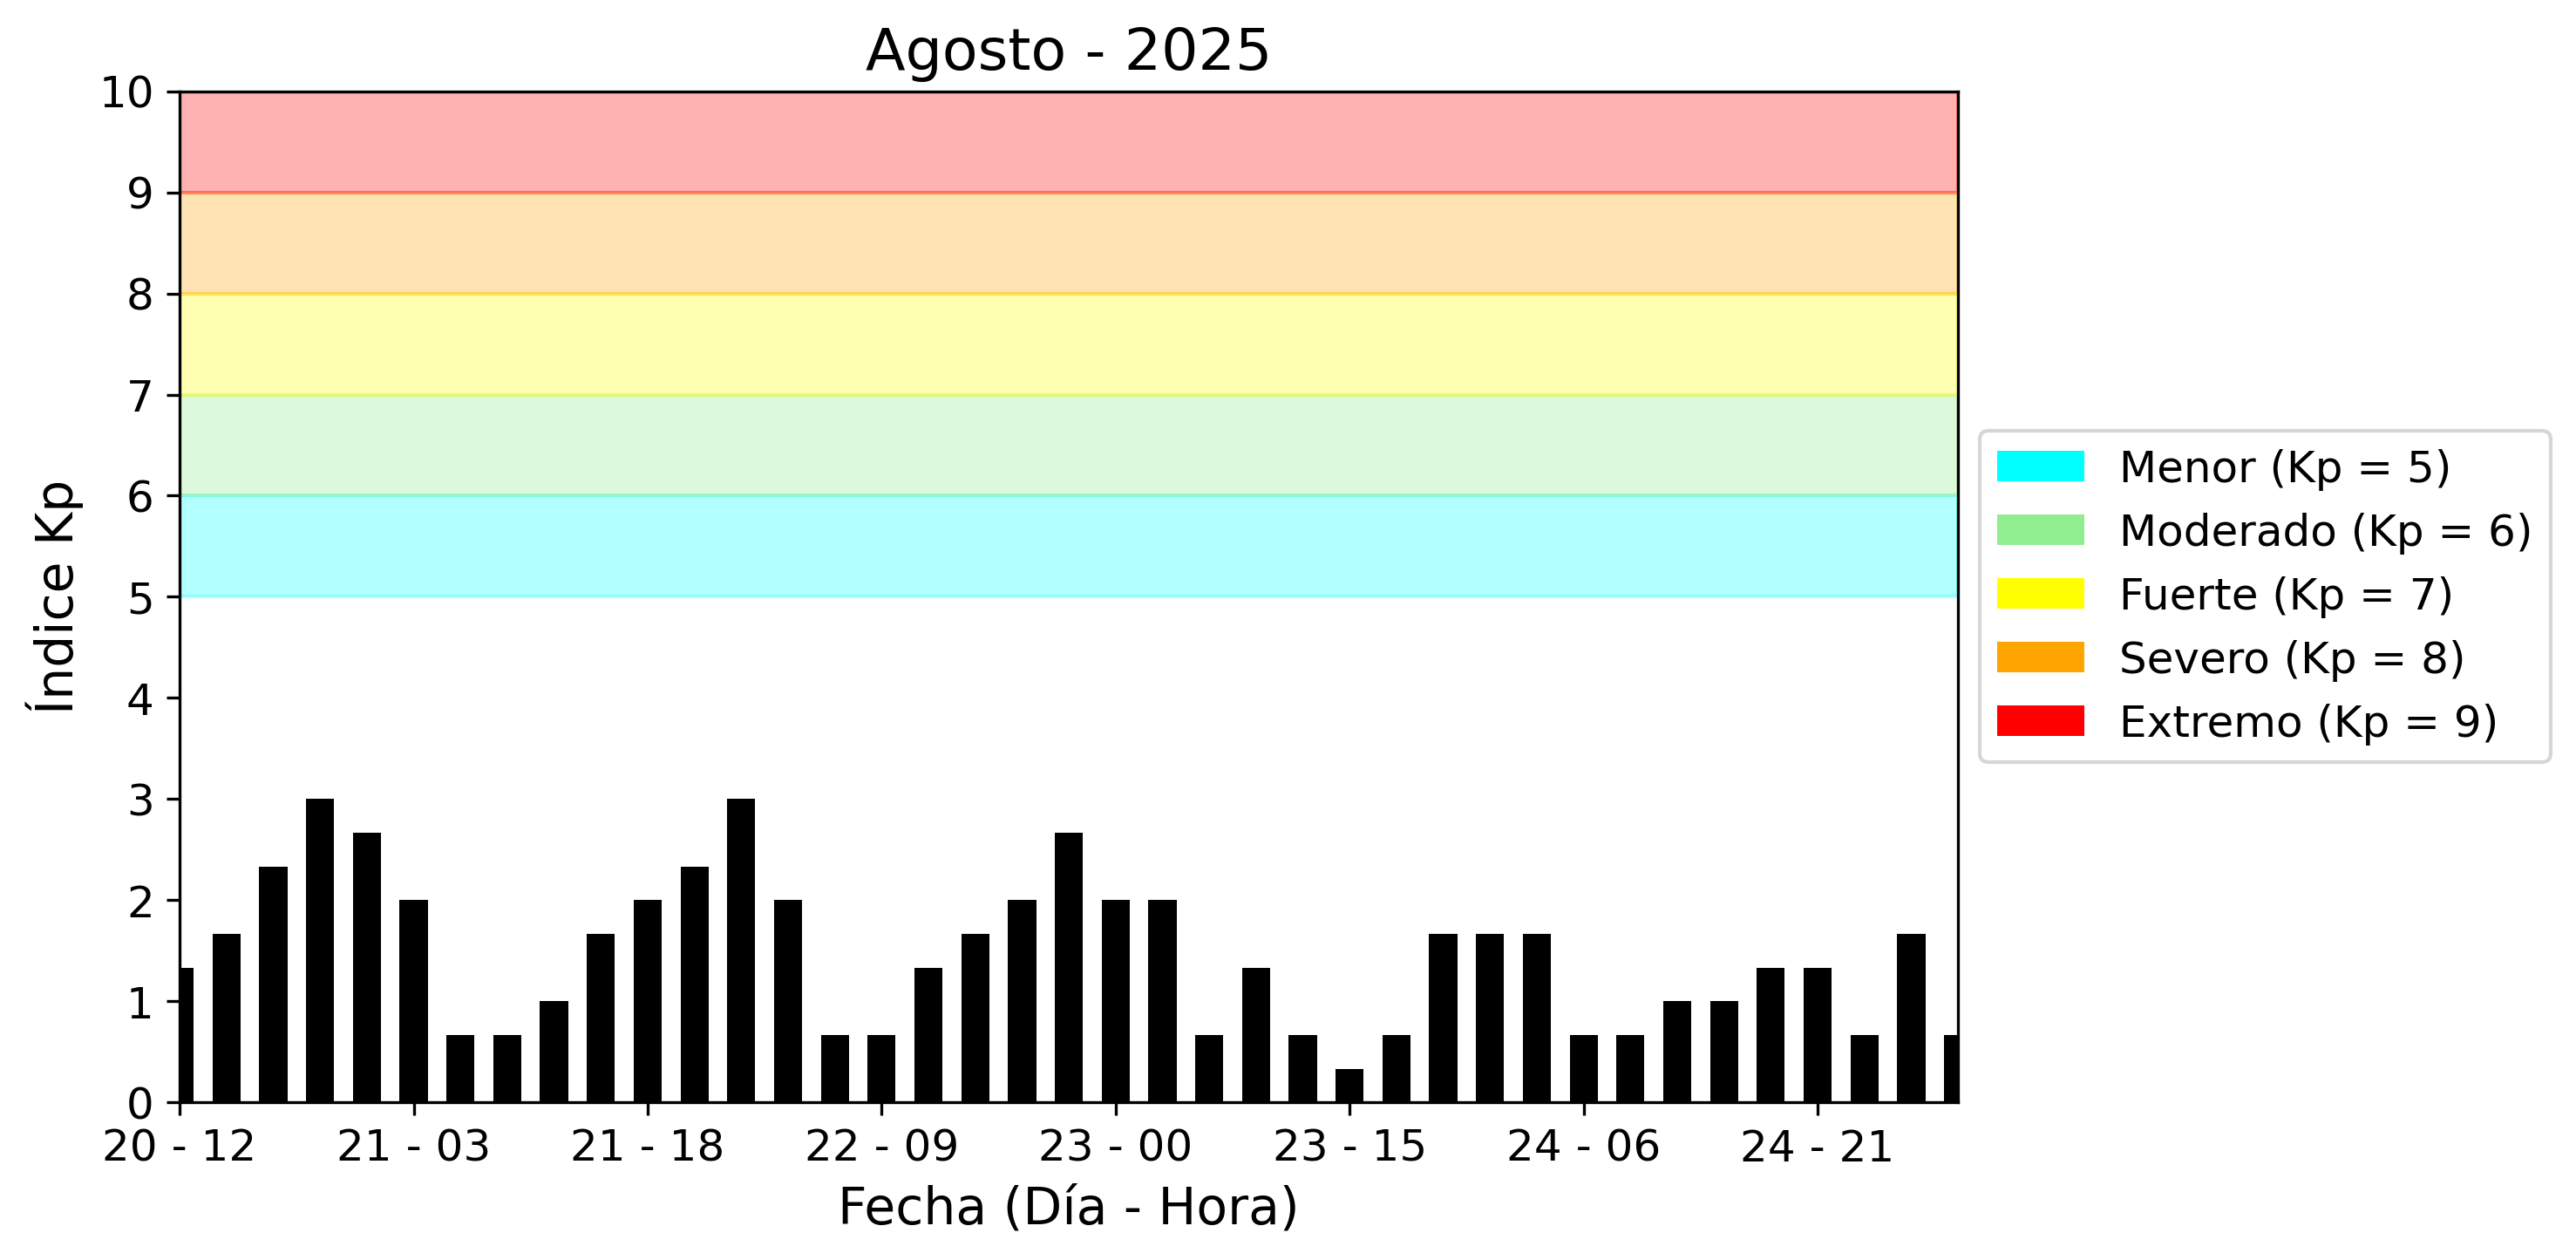 Agosto - 2025
10
9
8
7
6
5
4
3
2
1
0
Índice Kp
20 - 12
21 - 03
21 - 18
22 - 09
23 - 00
23 - 15
24 - 06
24 - 21
Fecha (Día - Hora)
Menor (Kp = 5)
Moderado (Kp = 6)
Fuerte (Kp = 7)
Severo (Kp = 8)
Extremo (Kp = 9)